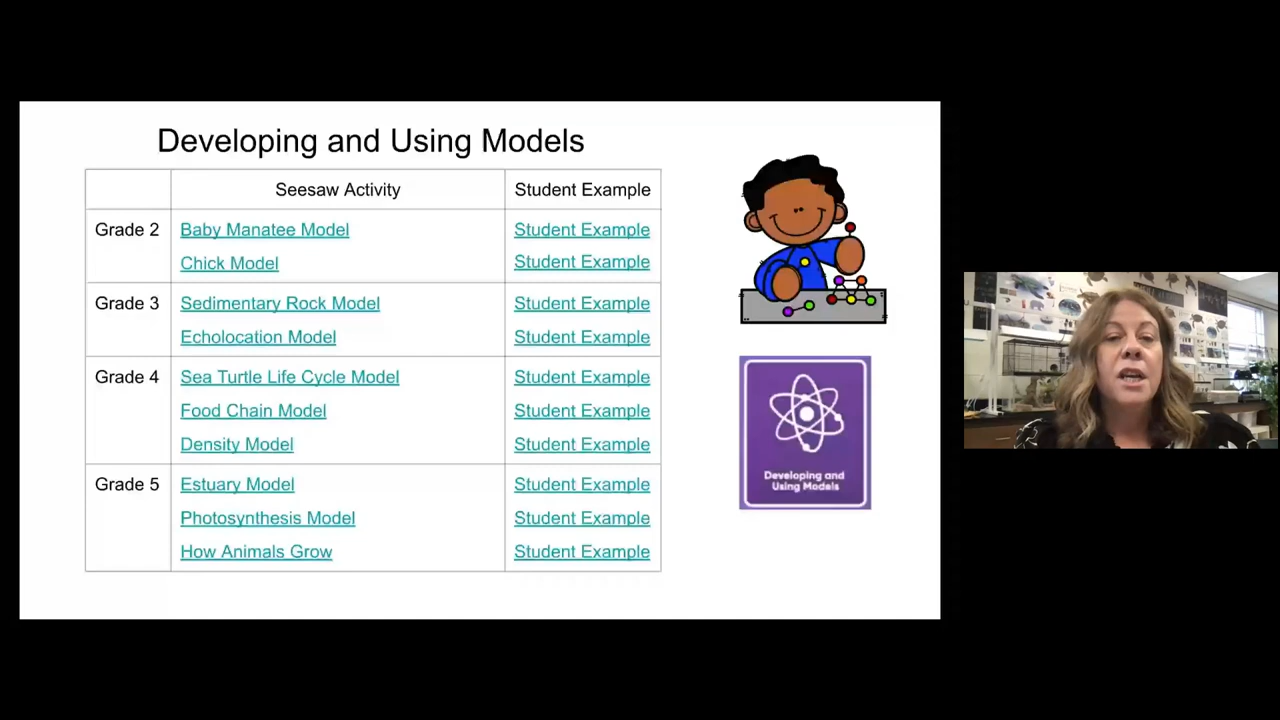 Developing and Using Models
Seesaw Activity Student Example
Grade 2 Baby Manatee Model Student Example
Chick Model Student Example
Grade 3 Sedimentary Rock Model Student Example
Echolocation Model Student Example
Grade 4 Sea Turtle Life Cycle Model Student Example
Food Chain Model Student Example
Density Model Student Example
Grade 5 Estuary Model Student Example
Photosynthesis Model Student Example
How Animals Grow Student Example
Developing and
Using Models